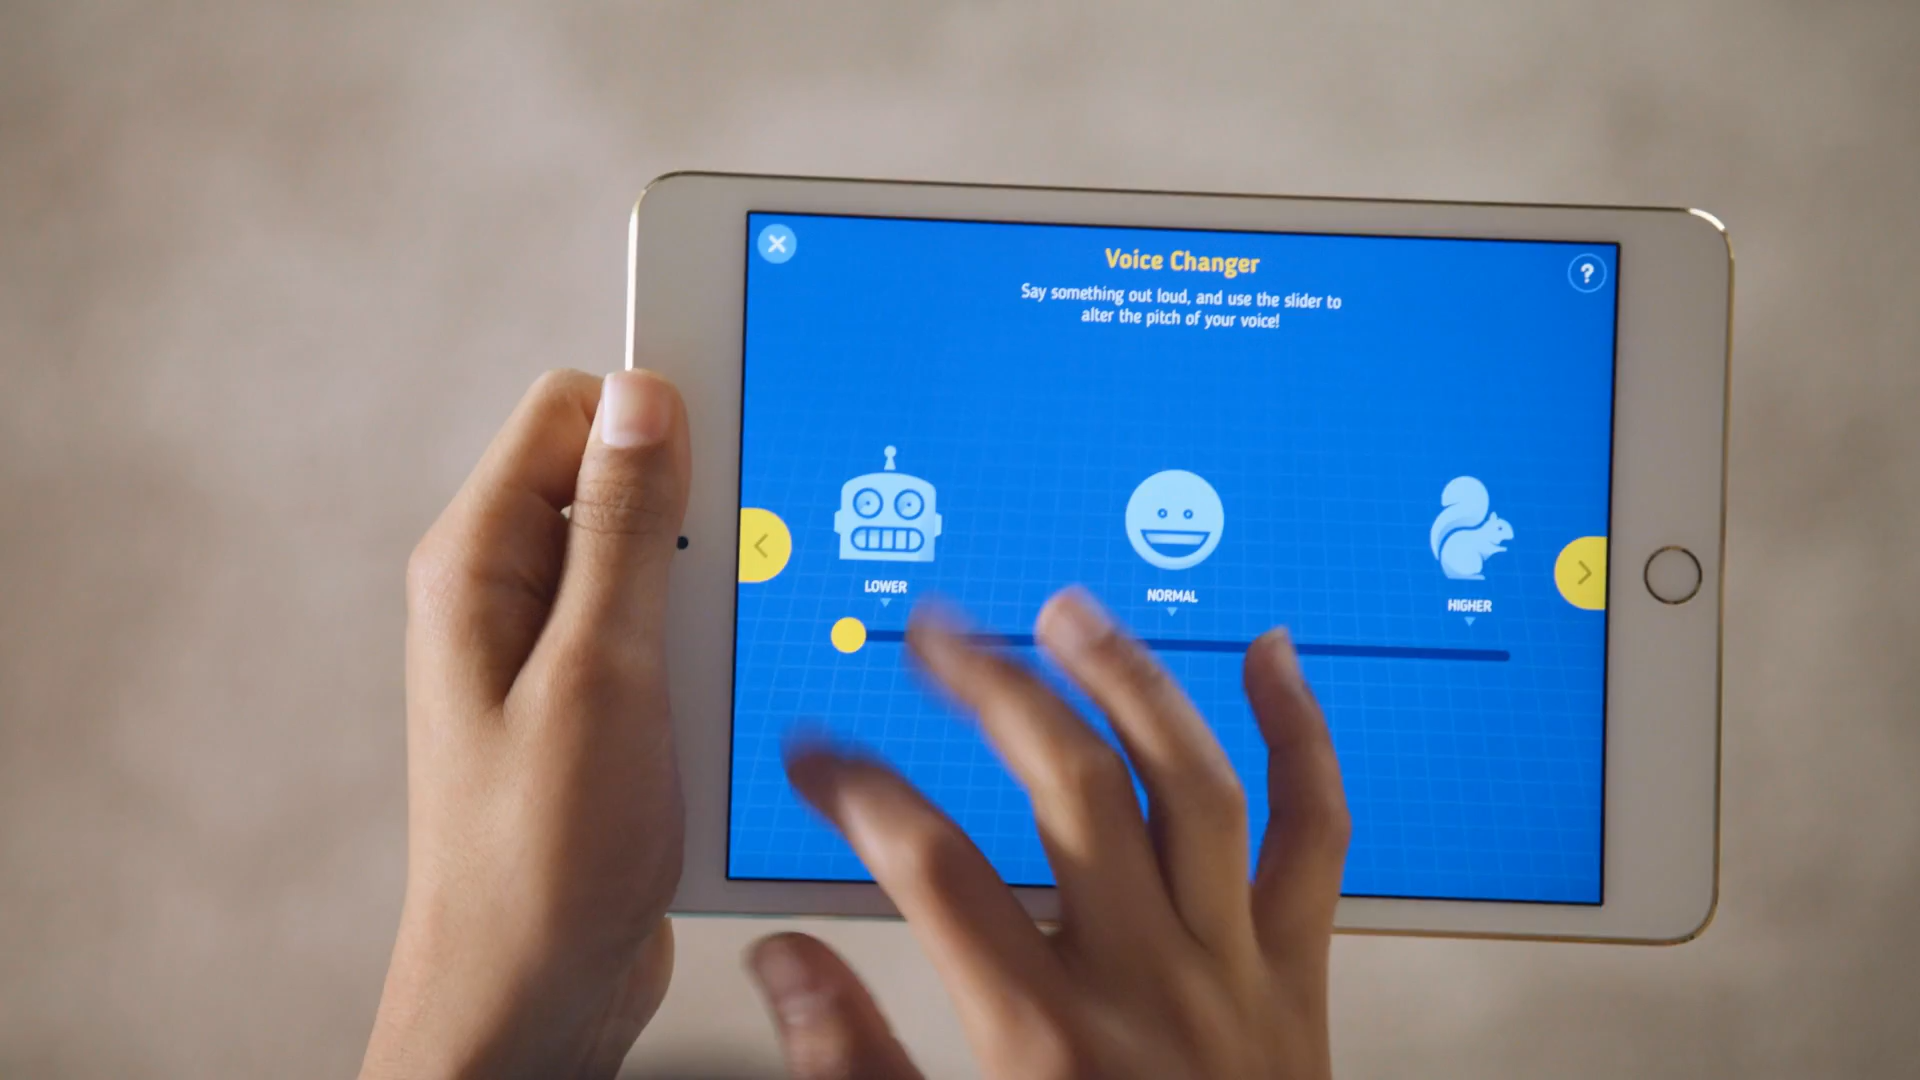 Voice Changer
Say something out loud, and use the slider to
alter the pitch of your voice!
LOWER
NORMAL
HIGHER
?